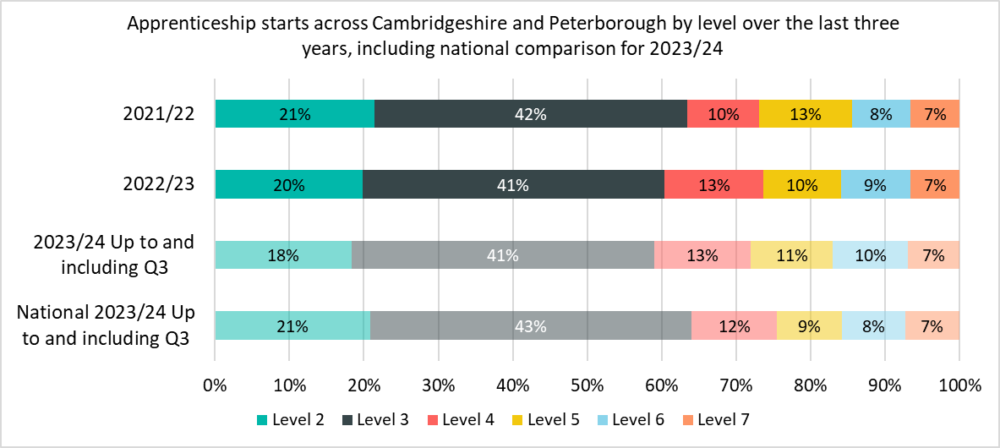 Apprenticeship starts across Cambridgeshire and Peterborough by level over the last three
years, including national comparison for 2023/24
2021/22
21% 42% 10% 13% 8% 7%
2022/23
20% 41% 13% 10% 9% 7%
2023/24 Up to and
including Q3
18% 41% 13% 11% 10% 7%
National 2023/24 Up
to and including Q3
21% 43% 12% 9% 8% 7%
0% 10% 20% 30% 40% 50% 60% 70% 80% 90% 100%
Level 2 Level 3 Level 4 Level 5 Level 6 Level 7